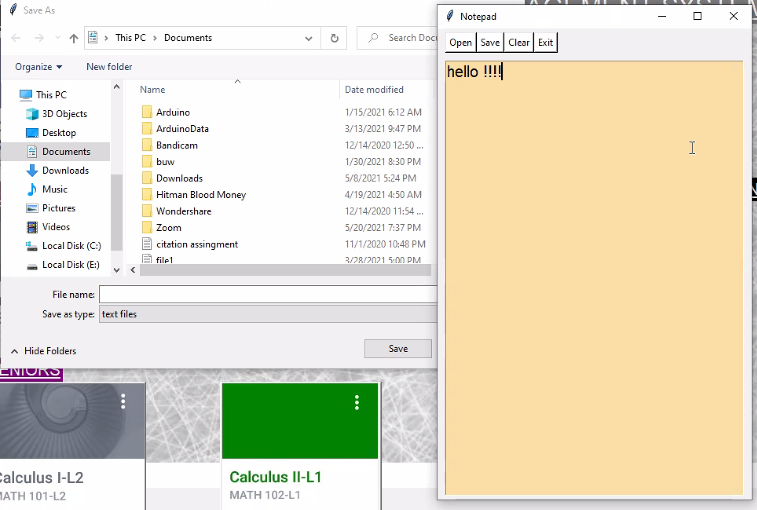 Save As
This PC
Documents
Search Doc
Organize
New folder
This PC
3D Objects
Desktop
Documents
Downloads
Music
Pictures
Videos
Local Disk (C:)
Local Disk (E:)
Name
Date modified
Arduino
1/15/2021 6:12 AM
ArduinoData
3/13/2021 9:47 PM
Bandicam
12/14/2020 12:50 ...
buw
1/30/2021 8:30 PM
Downloads
5/8/2021 5:24 PM
Hitman Blood Money
4/19/2021 4:50 AM
Wondershare
12/14/2020 11:54 ...
Zoom
5/20/2021 7:37 PM
citation assingment
11/1/2020 10:48 PM
file1
3/28/2021 5:00 PM
File name:
Save as type:
text files
Hide Folders
Save
ENIORS
Calculus I-L2
MATH 101-L2
Calculus II-L1
MATH 102-L1
Notepad
Open
Save
Clear
Exit
hello !!!!